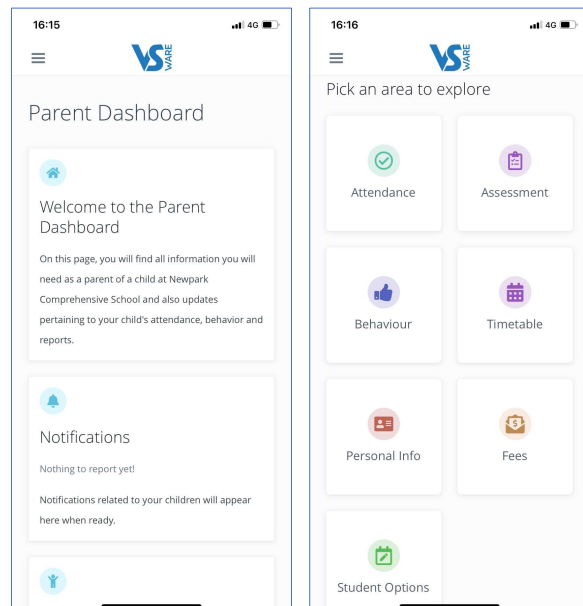 16:15
4G
VS
WARE
Parent Dashboard
Welcome to the Parent
Dashboard
On this page, you will find all information you will
need as a parent of a child at Newpark
Comprehensive School and also updates
pertaining to your child's attendance, behavior and
reports.
Notifications
Nothing to report yet!
Notifications related to your children will appear
here when ready.
16:16
4G
VS
WARE
Pick an area to explore
Attendance
Assessment
Behaviour
Timetable
Personal Info
$
Fees
Student Options